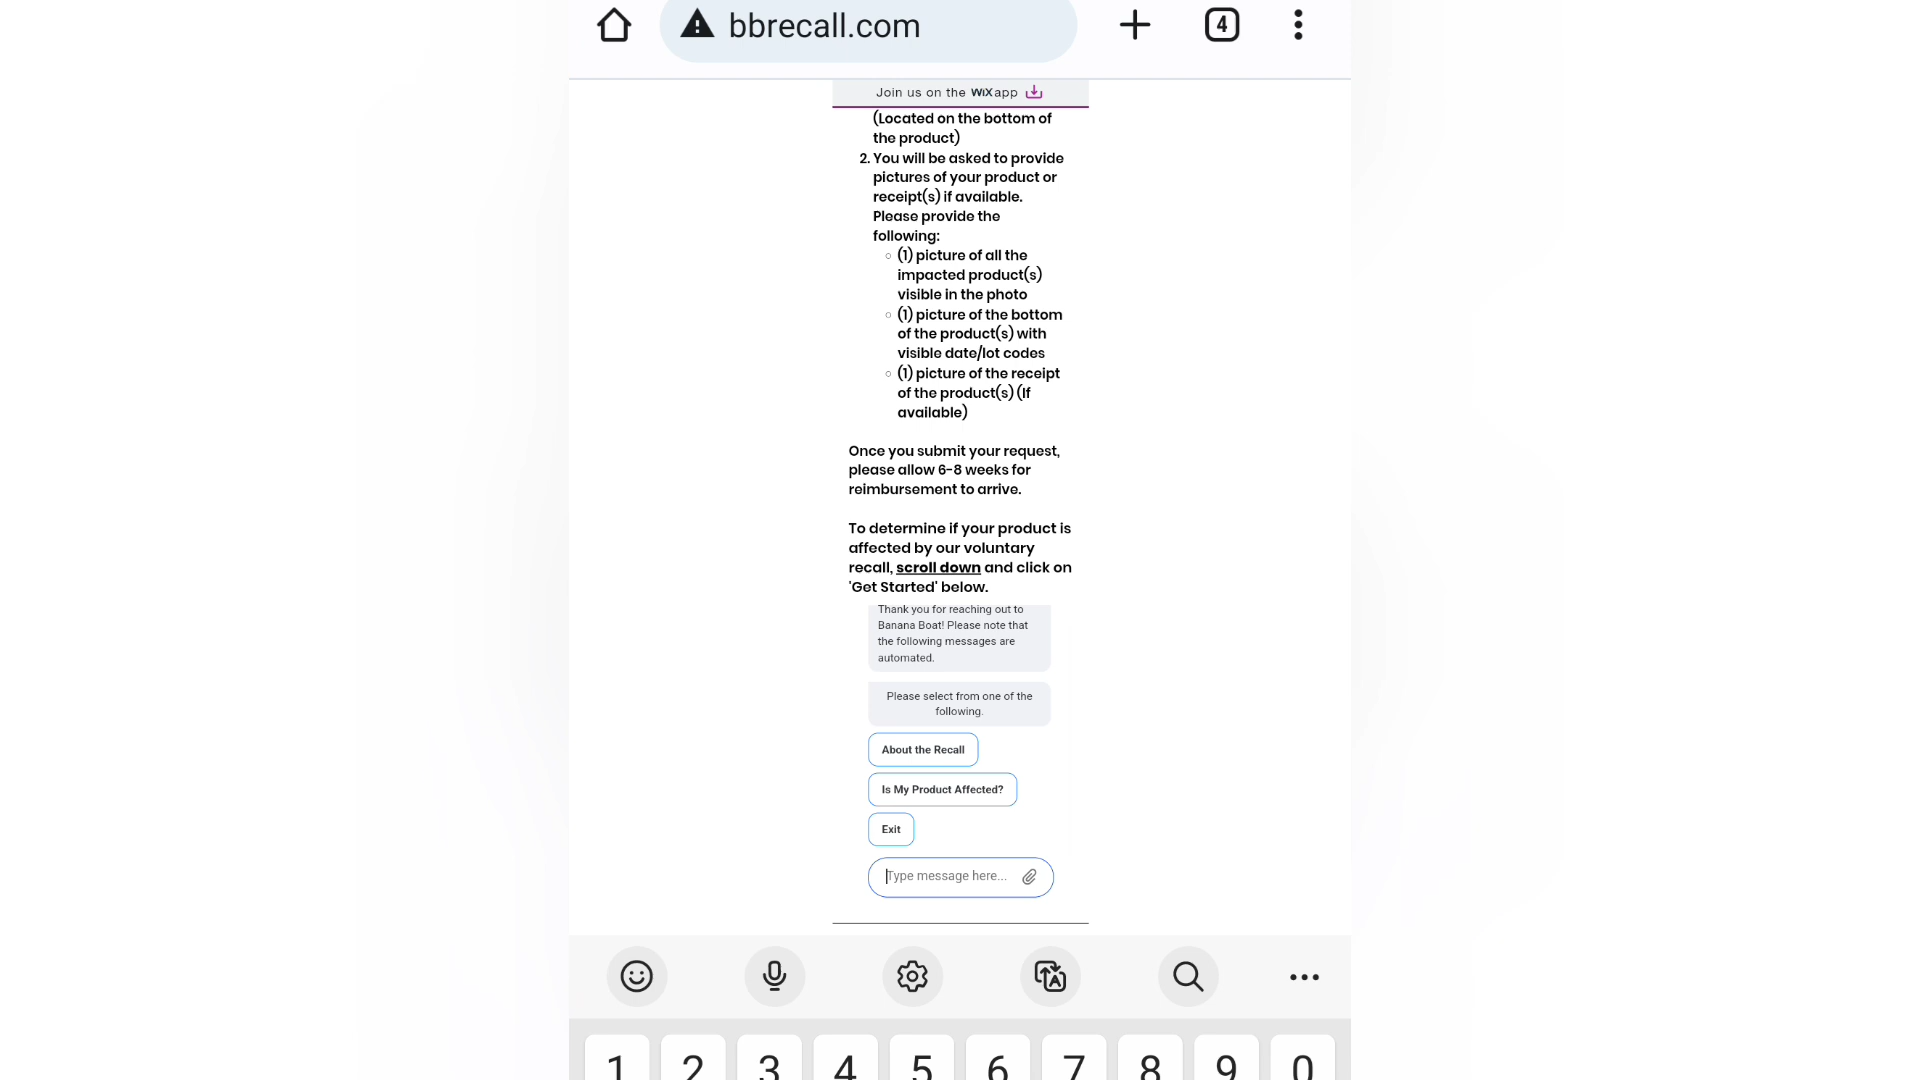 bbrecall.com
4
Join us on the WiX app
(Located on the bottom of
the product)
2. You will be asked to provide
pictures of your product or
receipt(s) if available.
Please provide the
following:
(1) picture of all the
impacted product(s)
visible in the photo
(1) picture of the bottom
of the product(s) with
visible date/lot codes
(1) picture of the receipt
of the product(s) (If
available)
Once you submit your request,
please allow 6-8 weeks for
reimbursement to arrive.
To determine if your product is
affected by our voluntary
recall, scroll down and click on
'Get Started' below.
Thank you for reaching out to
Banana Boat! Please note that
the following messages are
automated.
Please select from one of the
following.
About the Recall
Is My Product Affected?
Exit
Type message here...
1 2 3 4 5 6 7 8 9 0